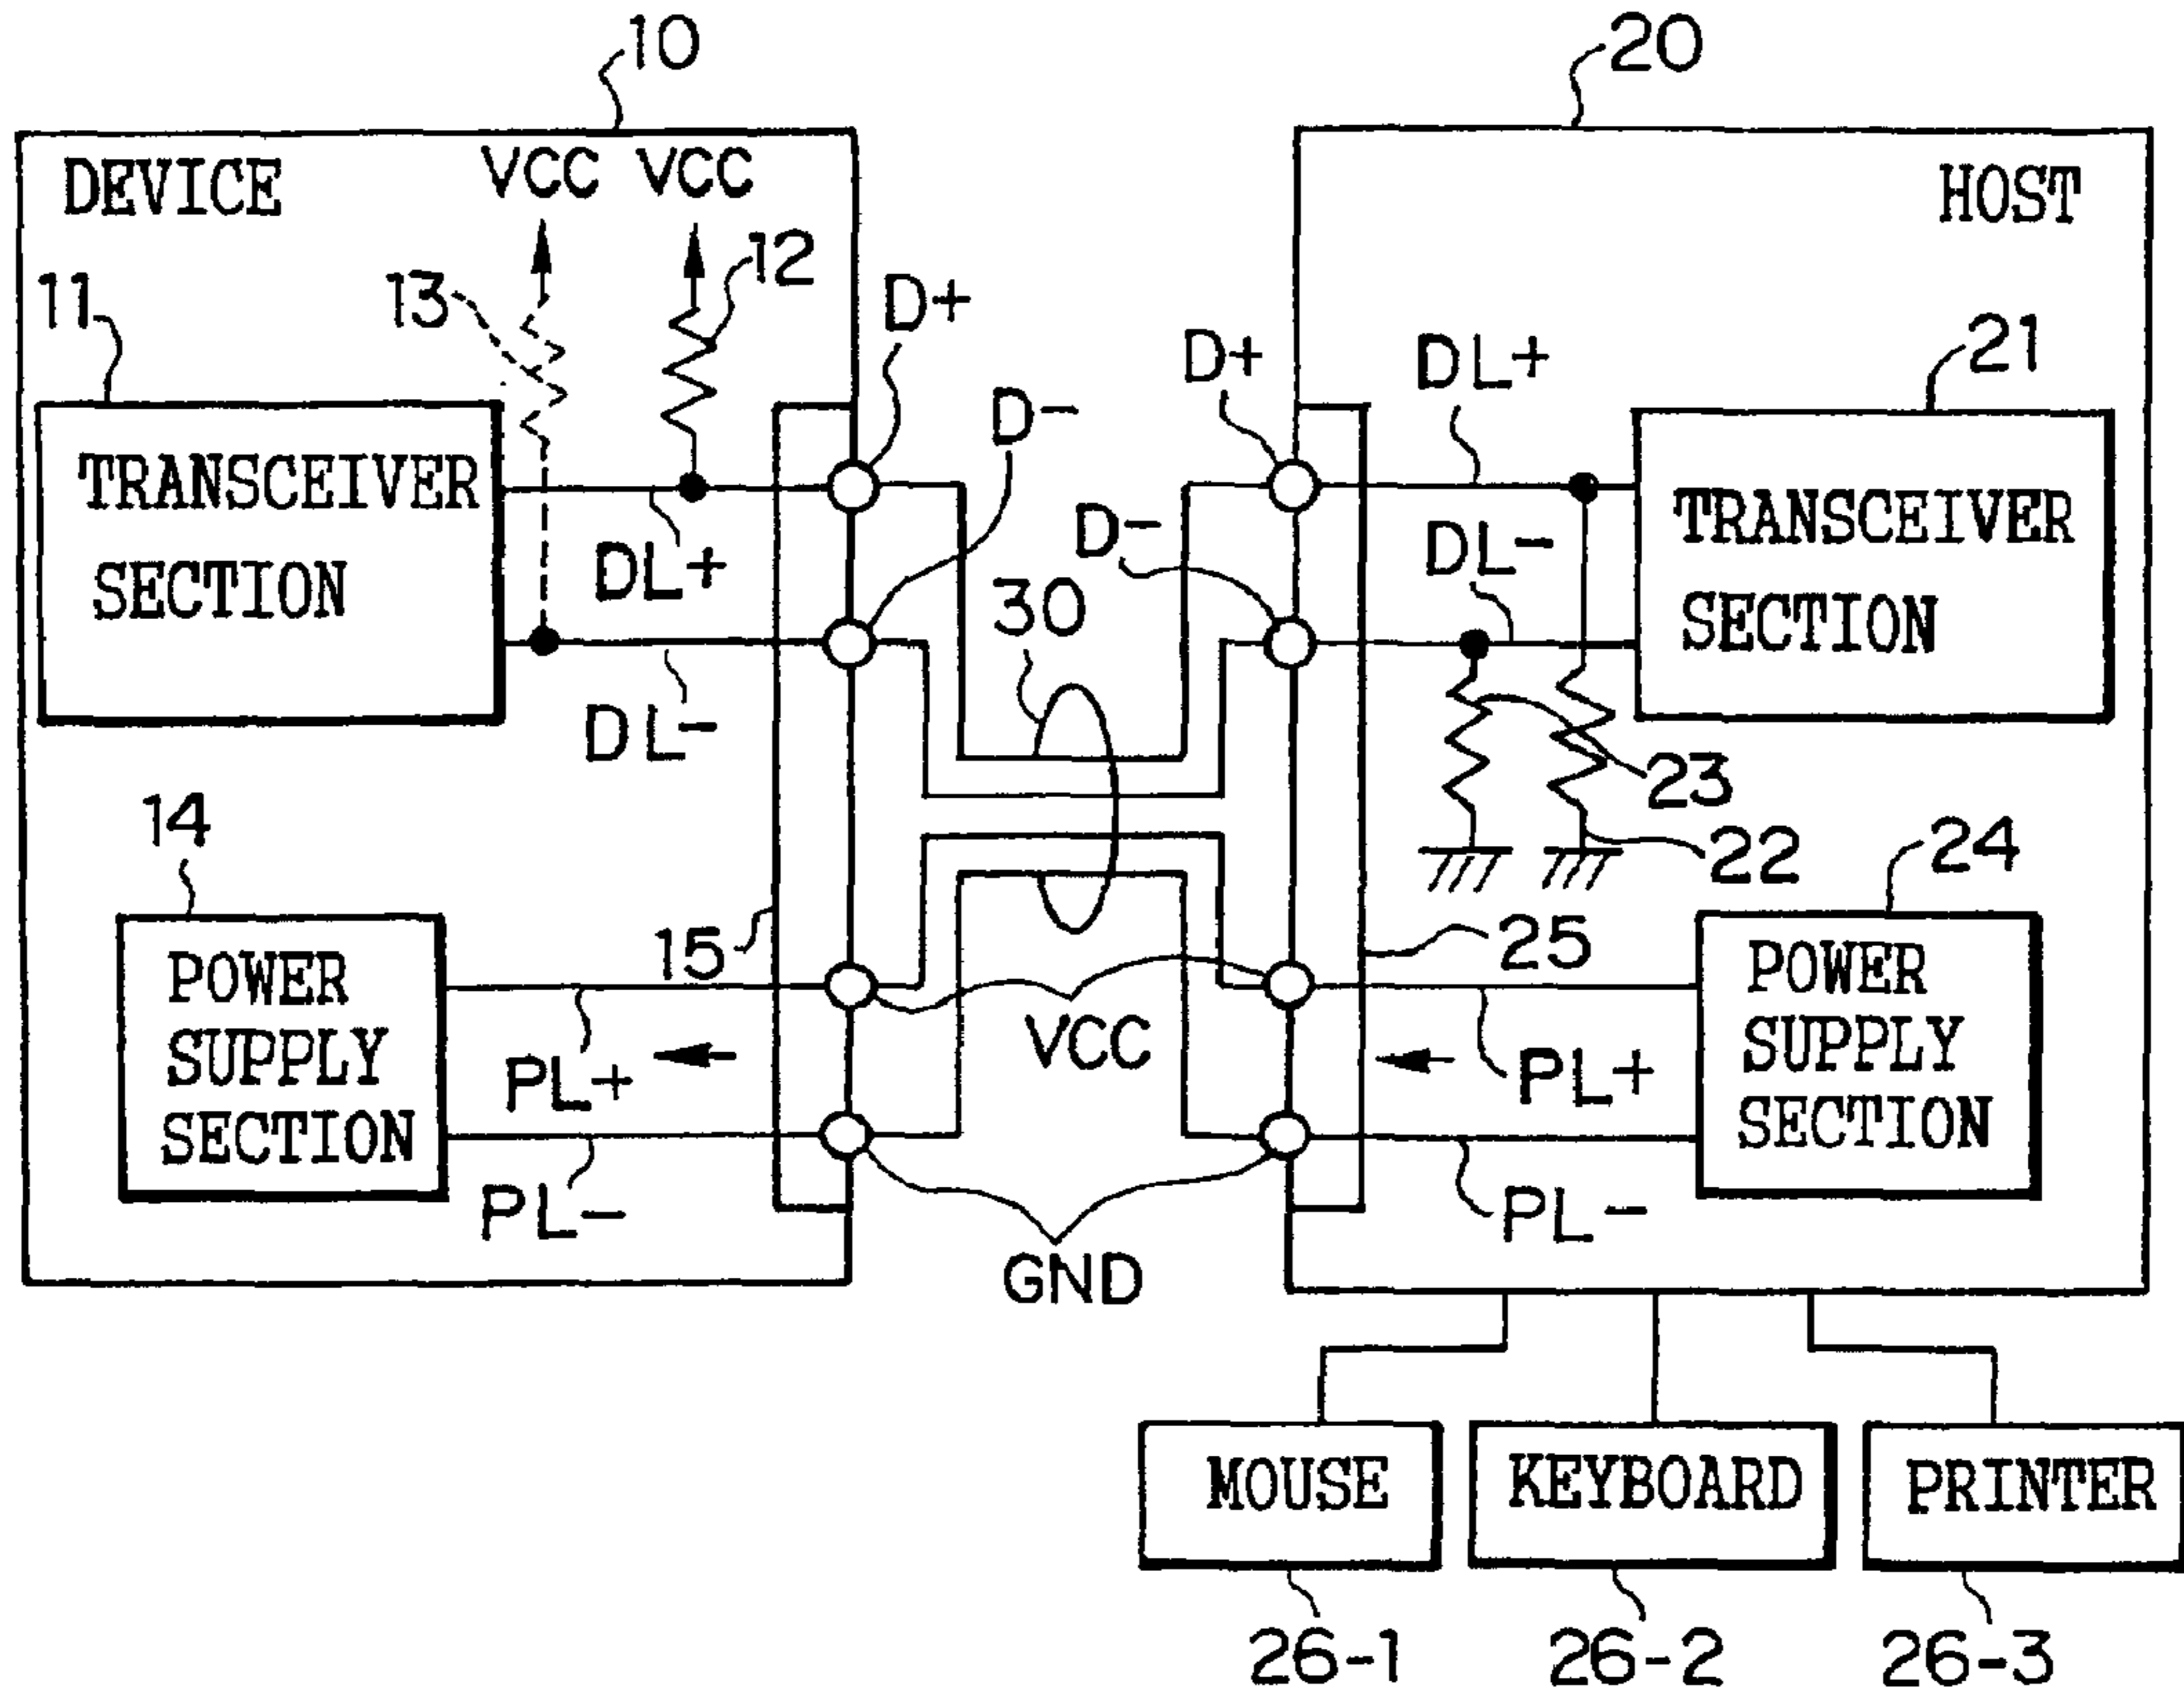 10
20
DEVICE
VCC
VCC
HOST
11
13
12
D+
D-
D+
DL+
21
TRANSCEIVER
SECTION
DL+
DL-
D-
30
DL-
TRANSCEIVER
SECTION
23
22
14
15
25
24
POWER
SUPPLY
SECTION
PL+
PL-
VCC
GND
PL+
PL-
POWER
SUPPLY
SECTION
MOUSE
KEYBOARD
PRINTER
26-1
26-2
26-3